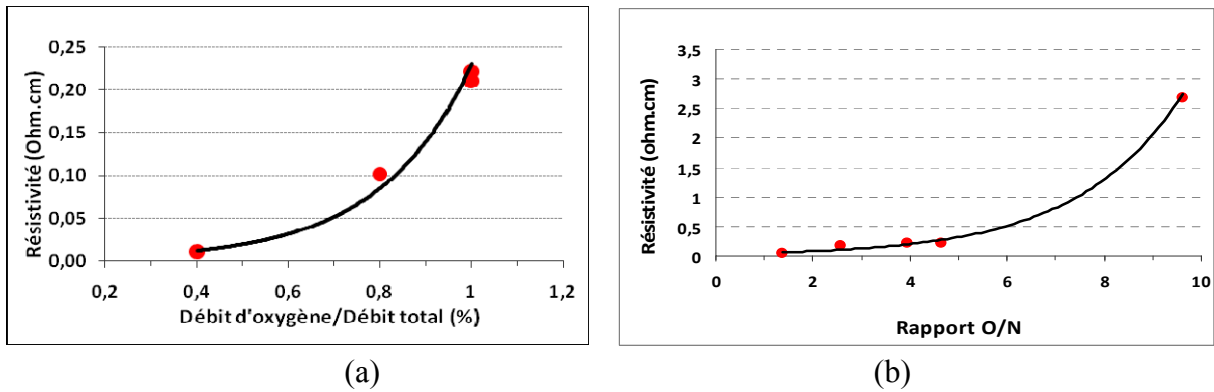 Résistivité (Ohm.cm)
0,25
0,20
0,15
0,10
0,05
0,00
0,2 0,4 0,6 0,8 1 1,2
Débit d'oxygène/Débit total (%)
(a)
Résistivité (ohm.cm)
3,5
3
2,5
2
1,5
1
0,5
0
0 2 4 6 8 10
Rapport O/N
(b)